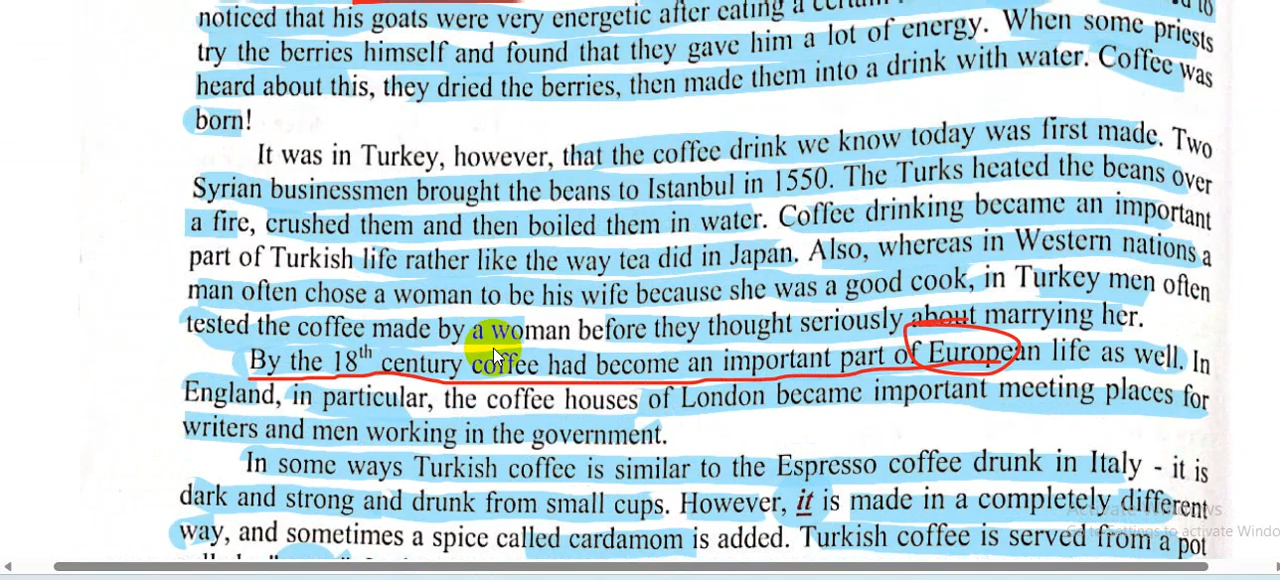 noticed that his goats were very energetic after eating a
try the berries himself and found that they gave him a lot of energy. When some priests
heard about this, they dried the berries, then made them into a drink with water. Coffee was
born!
It was in Turkey, however, that the coffee drink we know today was first made. Two
Syrian businessmen brought the beans to Istanbul in 1550. The Turks heated the beans over
a fire, crushed them and then boiled them in water. Coffee drinking became an important
part of Turkish life rather like the way tea did in Japan. Also, whereas in Western nations a
man often chose a woman to be his wife because she was a good cook, in Turkey men often
tested the coffee made by a woman before they thought seriously about marrying her.
By the 18th century coffee had become an important part of European life as well. In
England, in particular, the coffee houses of London became important meeting places for
writers and men working in the government.
In some ways Turkish coffee is similar to the Espresso coffee drunk in Italy - it is
dark and strong and drunk from small cups. However, it is made in a completely different
way, and sometimes a spice called cardamom is added. Turkish coffee is served from a pot
Activate Windows
Go to Settings to activate Windo